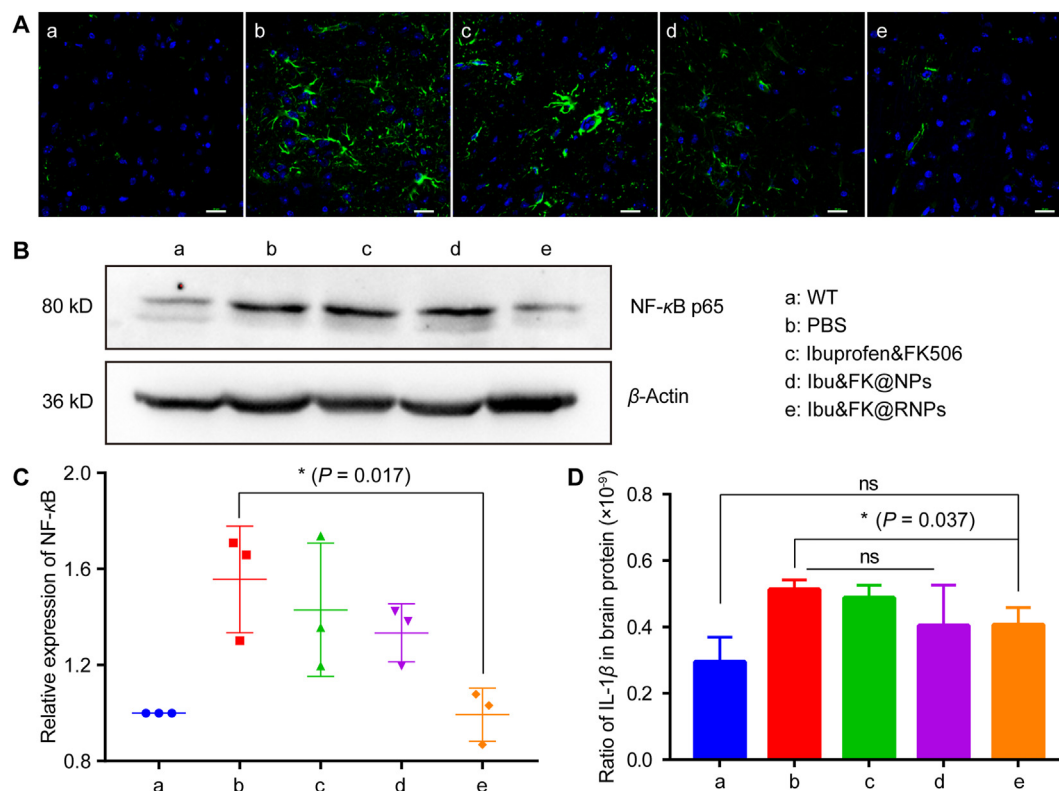 A
a
b
c
d
e
B
a
b
c
d
e
80 kD
NF-κB p65
36 kD
β-Actin
a: WT
b: PBS
c: Ibuprofen&FK506
d: Ibu&FK@NPs
e: Ibu&FK@RNPs
C
Relative expression of NF-κB
2.0
1.6
1.2
0.8
* (P = 0.017)
a
b
c
d
e
D
Ratio of IL-1β in brain protein (×10⁻⁹)
0.8
0.6
0.4
0.2
0.0
ns
* (P = 0.037)
ns
a
b
c
d
e